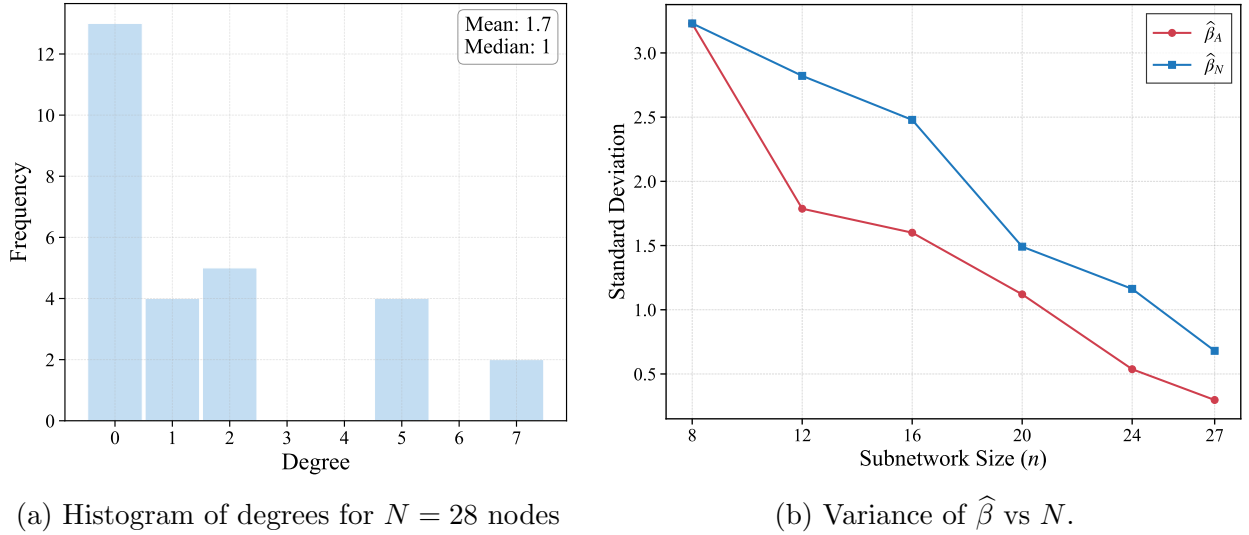 Mean: 1.7
Median: 1
12
10
8
6
4
2
0
Frequency
0 1 2 3 4 5 6 7
Degree
(a) Histogram of degrees for N = 28 nodes
β̂_A
β̂_N
3.0
2.5
2.0
1.5
1.0
0.5
Standard Deviation
8 12 16 20 24 27
Subnetwork Size (n)
(b) Variance of β̂ vs N.